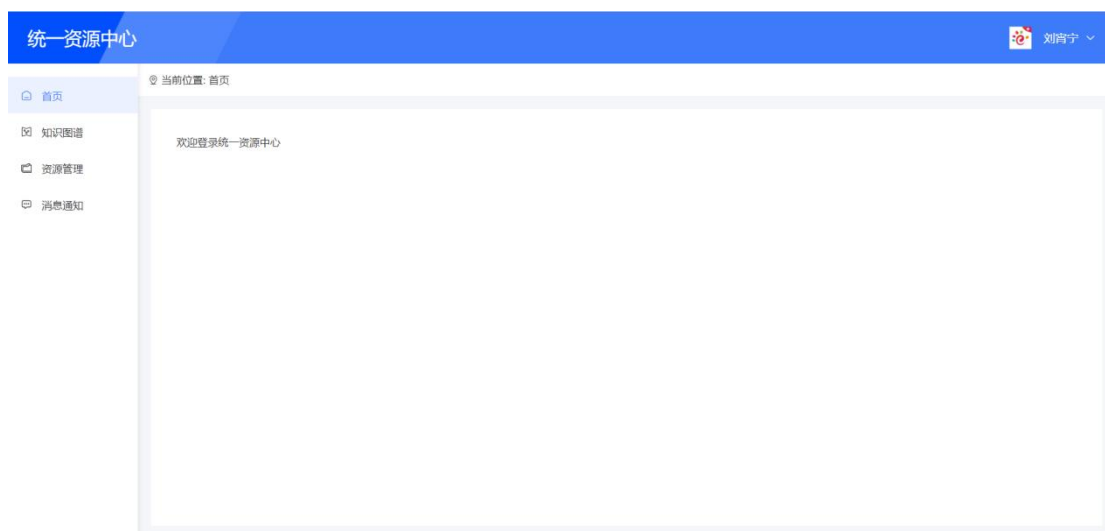 统一资源中心
刘宵宁
当前位置: 首页
首页
知识图谱
资源管理
消息通知
欢迎登录统一资源中心